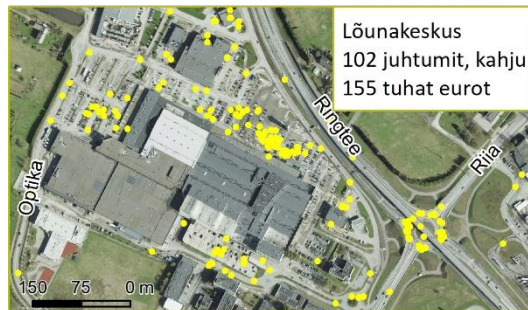 Lõunakeskus
102 juhtumit, kahju
155 tuhat eurot
Ringtee
Riia
Optika
150 75 0 m